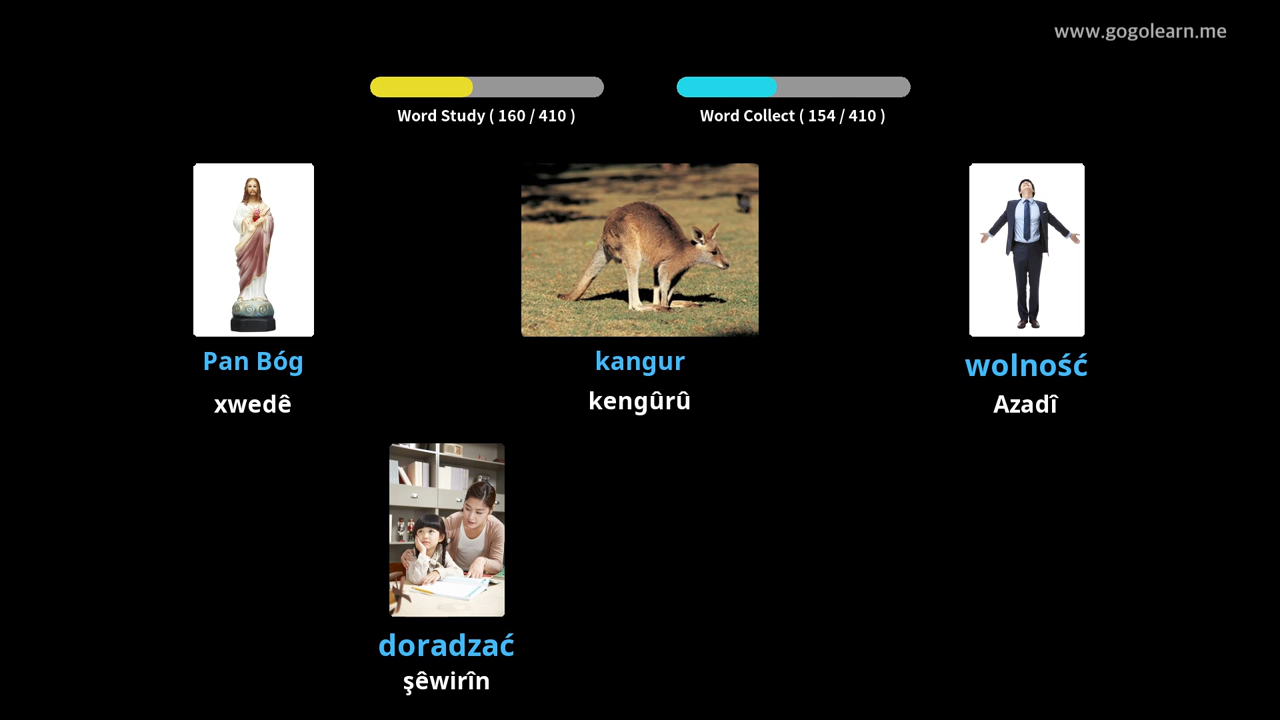 www.gogolearn.me
Word Study ( 160 / 410 )
Word Collect ( 154 / 410 )
Pan Bóg
xwedê
kangur
kengûrû
wolność
Azadî
doradzać
şêwirîn